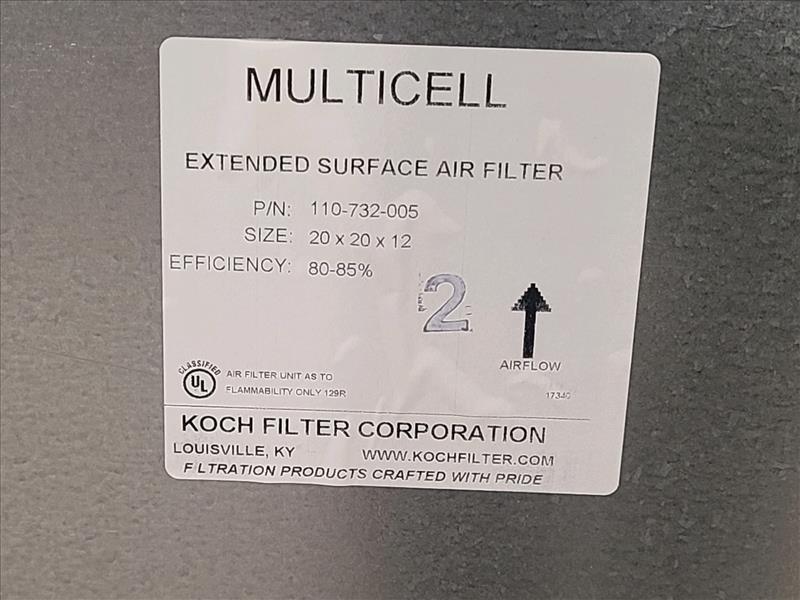 MULTICELL
EXTENDED SURFACE AIR FILTER
P/N: 110-732-005
SIZE: 20 x 20 x 12
EFFICIENCY: 80-85%
2
AIRFLOW
CLASSIFIED
UL
AIR FILTER UNIT AS TO
FLAMMABILITY ONLY 129R
17340
KOCH FILTER CORPORATION
LOUISVILLE, KY WWW.KOCHFILTER.COM
FILTRATION PRODUCTS CRAFTED WITH PRIDE